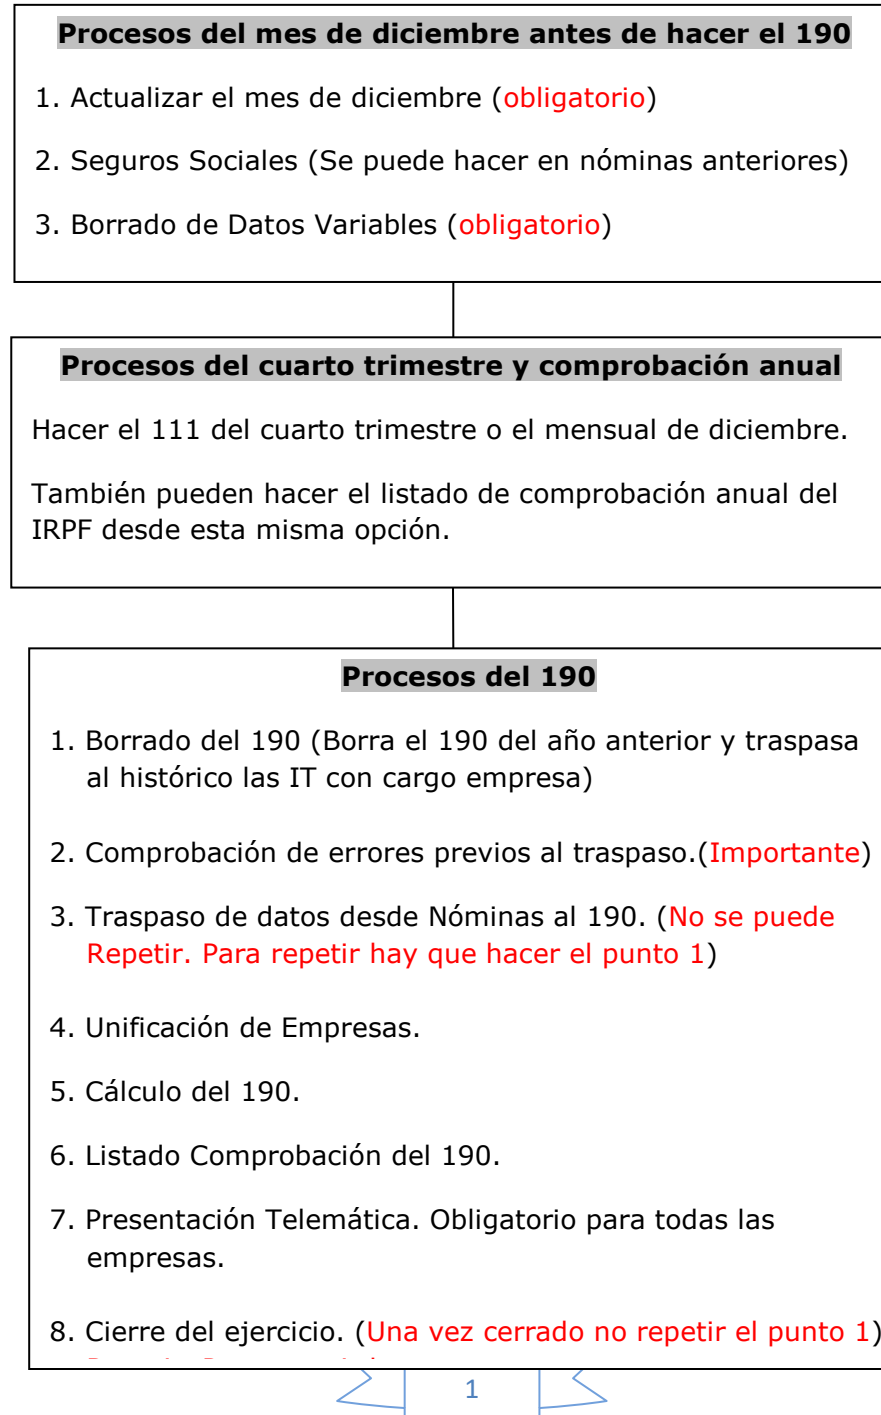 Procesos del mes de diciembre antes de hacer el 190
1. Actualizar el mes de diciembre (obligatorio)
2. Seguros Sociales (Se puede hacer en nóminas anteriores)
3. Borrado de Datos Variables (obligatorio)
Procesos del cuarto trimestre y comprobación anual
Hacer el 111 del cuarto trimestre o el mensual de diciembre.
También pueden hacer el listado de comprobación anual del
IRPF desde esta misma opción.
Procesos del 190
1. Borrado del 190 (Borra el 190 del año anterior y traspasa
al histórico las IT con cargo empresa)
2. Comprobación de errores previos al traspaso.(Importante)
3. Traspaso de datos desde Nóminas al 190. (No se puede
Repetir. Para repetir hay que hacer el punto 1)
4. Unificación de Empresas.
5. Cálculo del 190.
6. Listado Comprobación del 190.
7. Presentación Telemática. Obligatorio para todas las
empresas.
8. Cierre del ejercicio. (Una vez cerrado no repetir el punto 1)
1